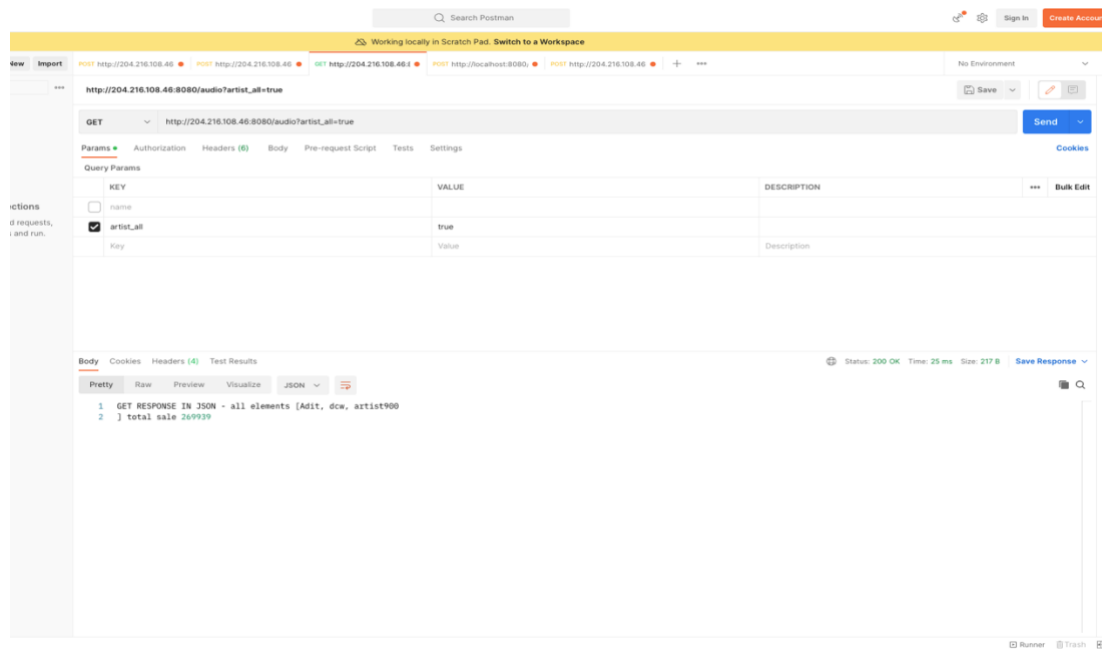 Search Postman
Sign In
Create Accou
Working locally in Scratch Pad. Switch to a Workspace
New Import
POST http://204.216.108.46 POST http://204.216.108.46 GET http://204.216.108.46:8 POST http://localhost:8080/ POST http://204.216.108.46 + ••• No Environment
••• http://204.216.108.46:8080/audio?artist_all=true Save
GET http://204.216.108.46:8080/audio?artist_all=true Send
Params Authorization Headers (6) Body Pre-request Script Tests Settings Cookies
Query Params
KEY VALUE DESCRIPTION ••• Bulk Edit
name
artist_all true
Key Value Description
ctions
d requests,
and run.
Body Cookies Headers (4) Test Results Status: 200 OK Time: 25 ms Size: 217 B Save Response
Pretty Raw Preview Visualize JSON
1 GET RESPONSE IN JSON - all elements [Adit, dcw, artist900
2 ] total sale 269939
Runner Trash